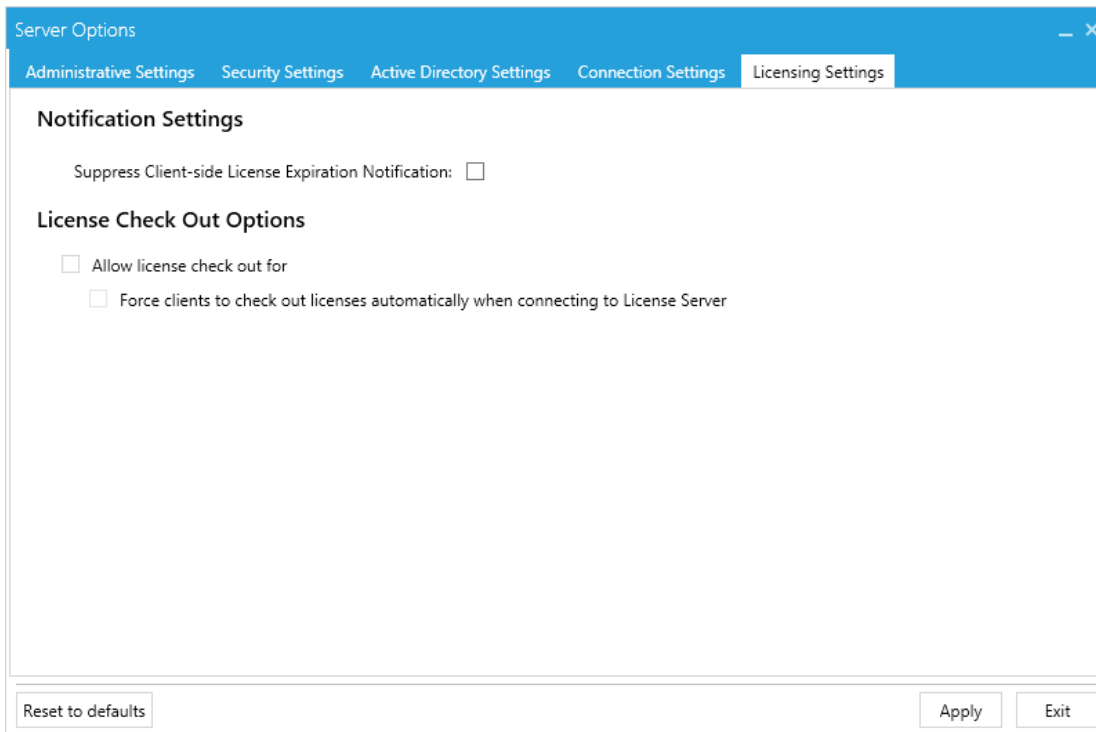 Server Options
Administrative Settings Security Settings Active Directory Settings Connection Settings Licensing Settings
Notification Settings
Suppress Client-side License Expiration Notification:
License Check Out Options
Allow license check out for
Force clients to check out licenses automatically when connecting to License Server
Reset to defaults Apply Exit